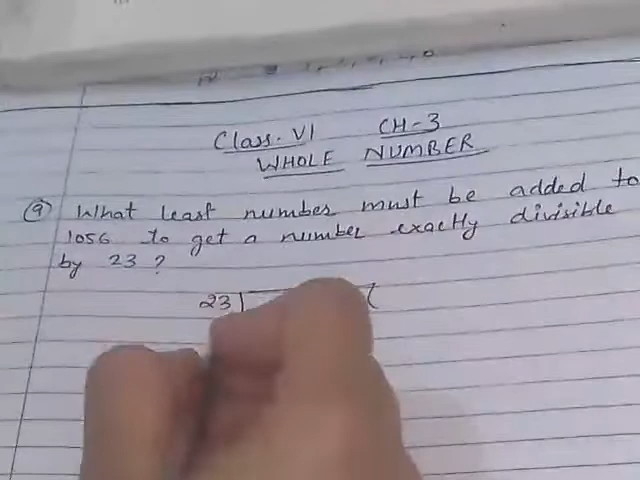 Class-VI CH-3
WHOLE NUMBER
9 What least number must be added to
1056 to get a number exactly divisible
by 23 ?
23